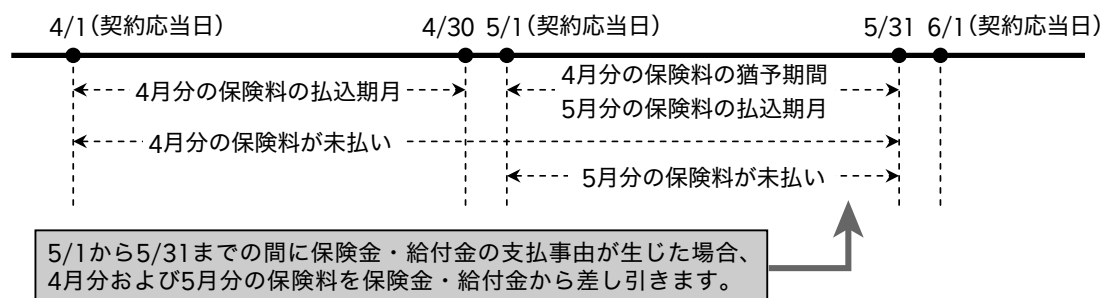 4/1(契約応当日)
4/30 5/1(契約応当日)
5/31 6/1(契約応当日)
4月分の保険料の払込期月
4月分の保険料の猶予期間
5月分の保険料の払込期月
4月分の保険料が未払い
5月分の保険料が未払い
5/1から5/31までの間に保険金・給付金の支払事由が生じた場合、
4月分および5月分の保険料を保険金・給付金から差し引きます。